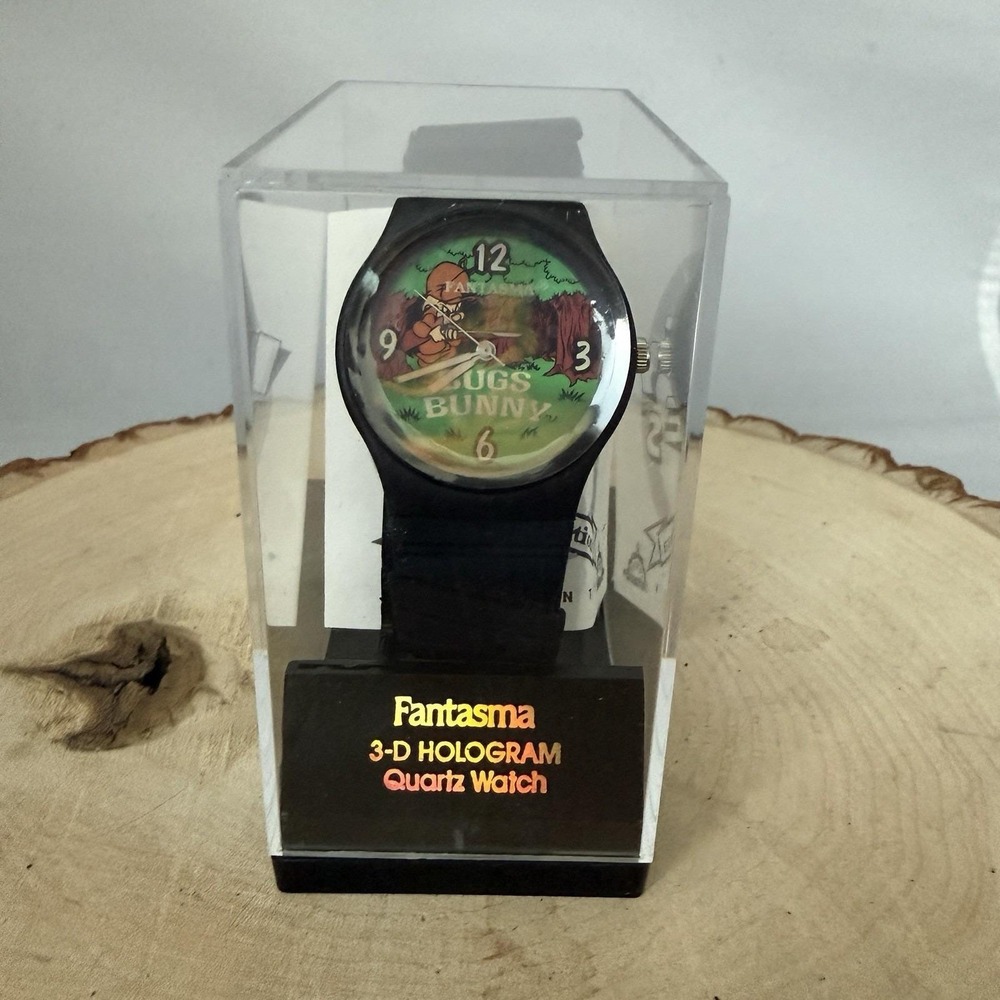 12
FANTASMA
9
3
BUGS
BUNNY
6
N
Fantasma
3-D HOLOGRAM
Quartz Watch